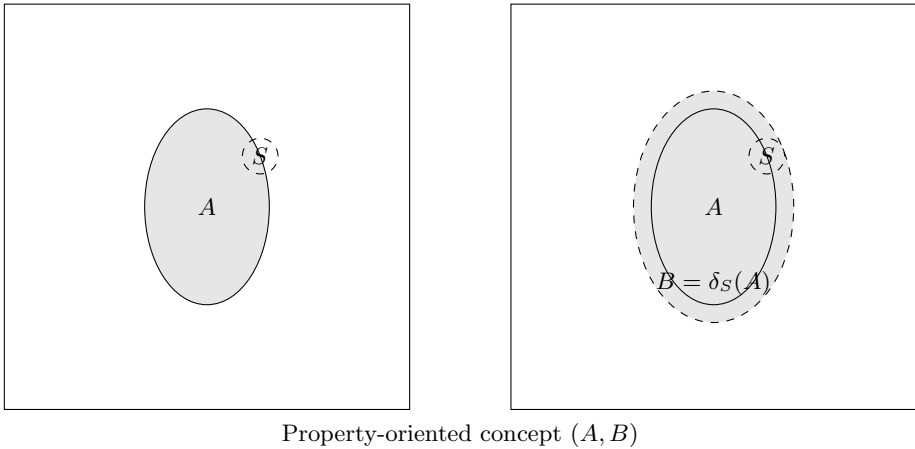 S
A
S
A
B = δ_S(A)
Property-oriented concept (A, B)